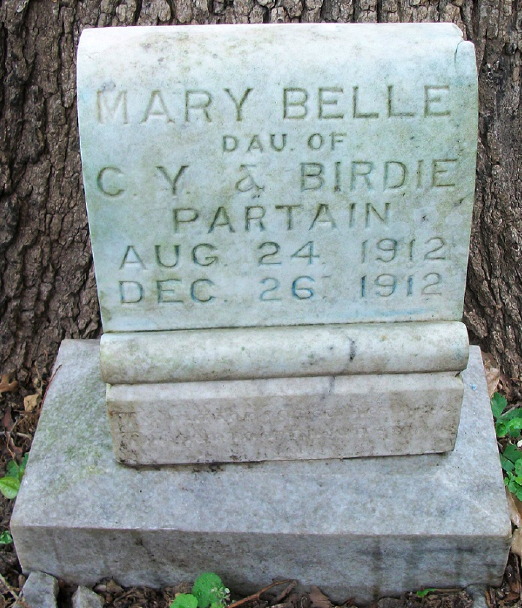 MARY BELLE
DAU. OF
C. Y. & BIRDIE
PARTAIN
AUG. 24. 1912
DEC. 26. 1912